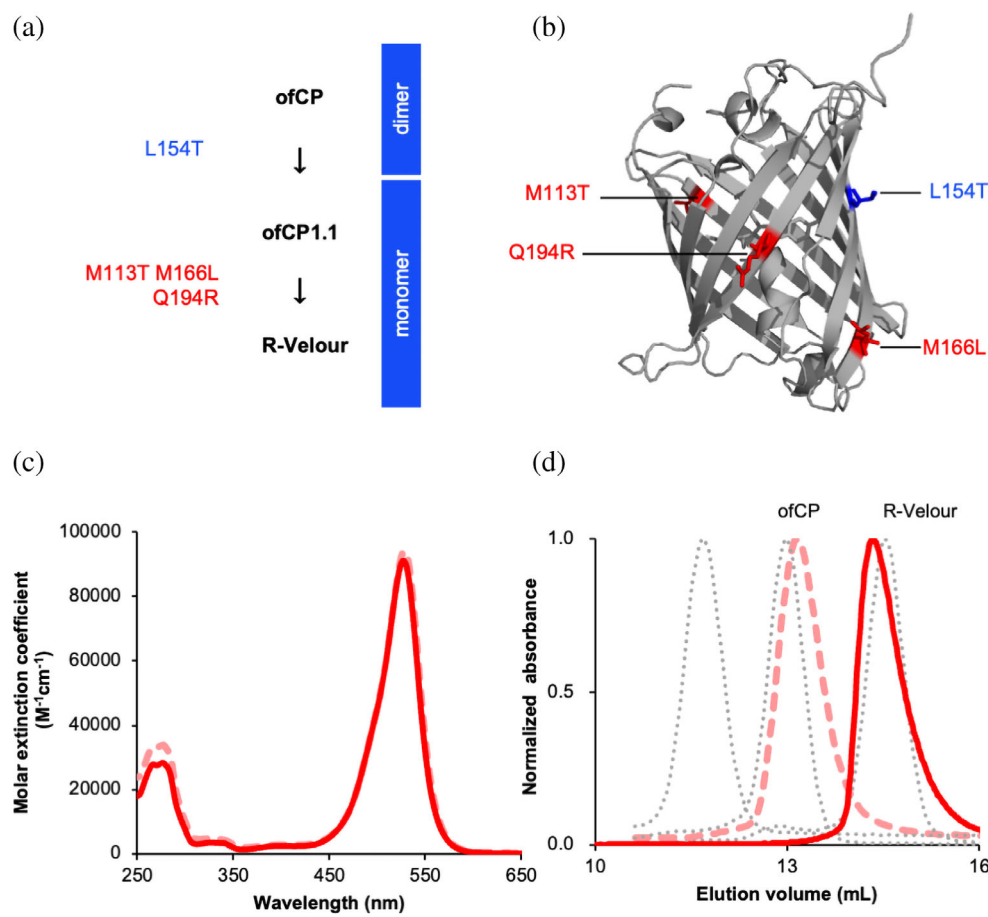 (a)
ofCP
L154T
↓
ofCP1.1
M113T M166L
Q194R
↓
R-Velour
dimer
monomer
(b)
M113T
Q194R
L154T
M166L
(c)
Molar extinction coefficient
(M-1cm-1)
100000
80000
60000
40000
20000
0
250
350
450
550
650
Wavelength (nm)
(d)
ofCP
R-Velour
Normalized absorbance
1.0
0.5
0.0
10
13
16
Elution volume (mL)